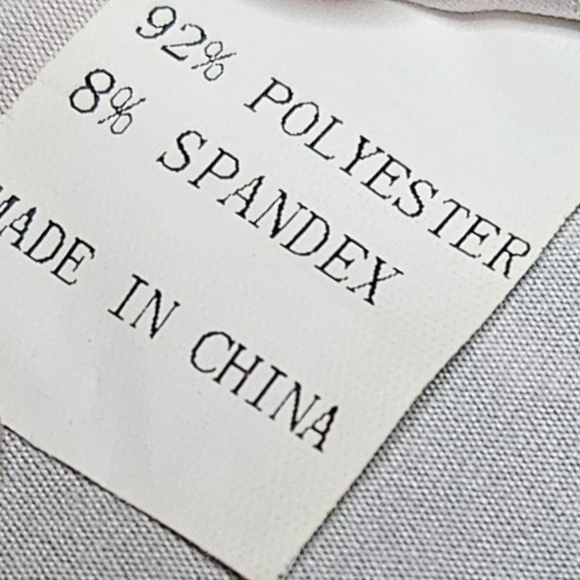 92% POLYESTER
8% SPANDEX
MADE IN CHINA